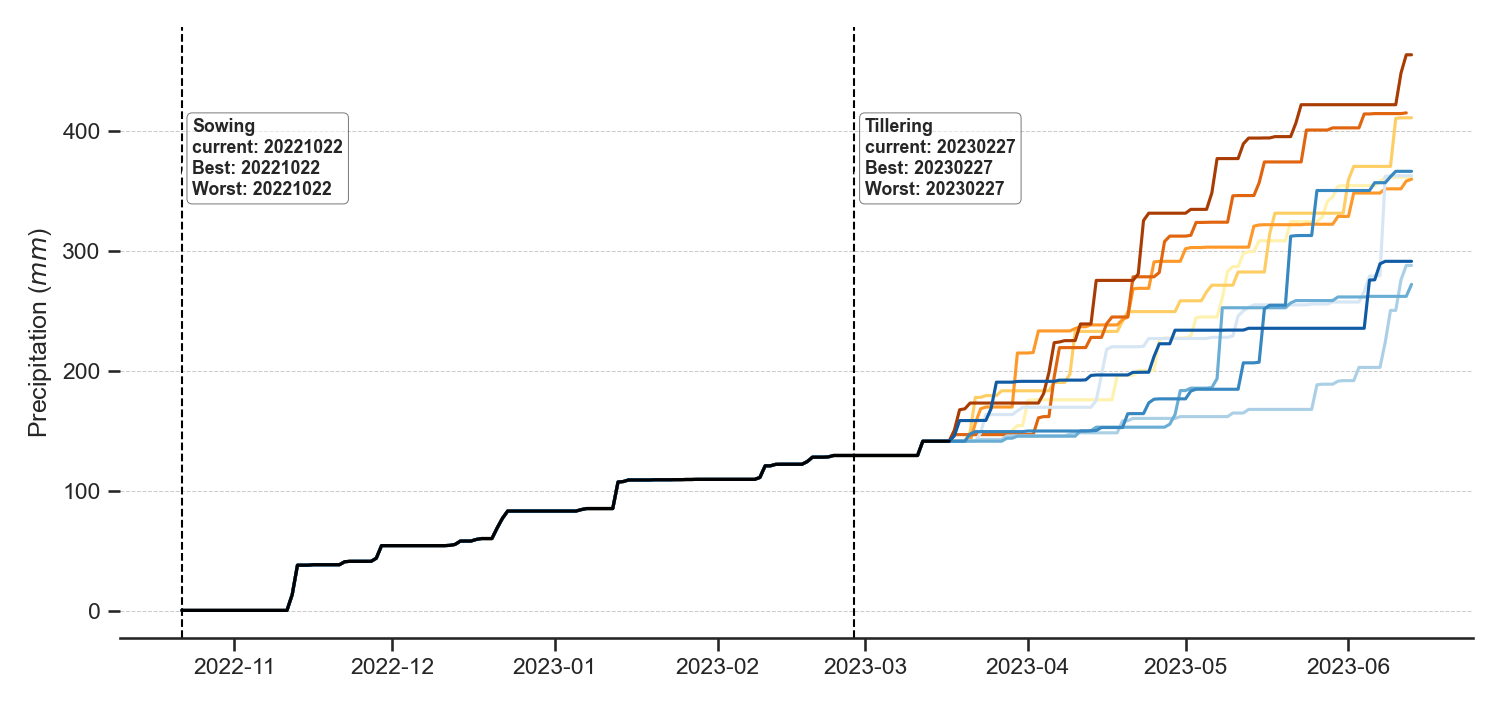 Precipitation (mm)
400
300
200
100
0
Sowing
current: 20221022
Best: 20221022
Worst: 20221022
Tillering
current: 20230227
Best: 20230227
Worst: 20230227
2022-11
2022-12
2023-01
2023-02
2023-03
2023-04
2023-05
2023-06